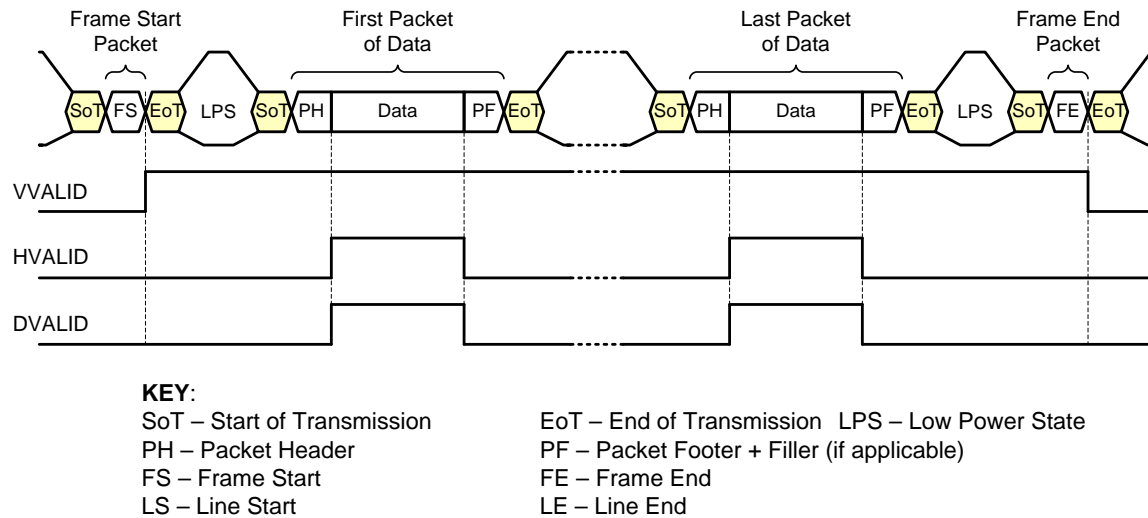 Frame Start
Packet
First Packet
of Data
Last Packet
of Data
Frame End
Packet
SoT FS EoT LPS SoT PH Data PF EoT SoT PH Data PF EoT LPS SoT FE EoT
VVALID
HVALID
DVALID
KEY:
SoT – Start of Transmission EoT – End of Transmission LPS – Low Power State
PH – Packet Header PF – Packet Footer + Filler (if applicable)
FS – Frame Start FE – Frame End
LS – Line Start LE – Line End